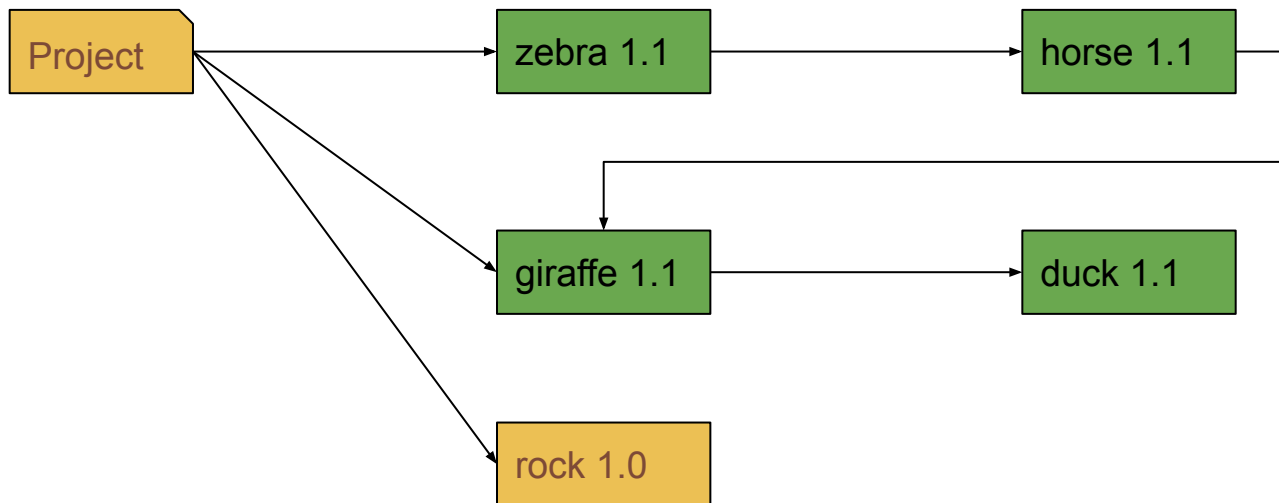 Project
zebra 1.1
horse 1.1
giraffe 1.1
duck 1.1
rock 1.0